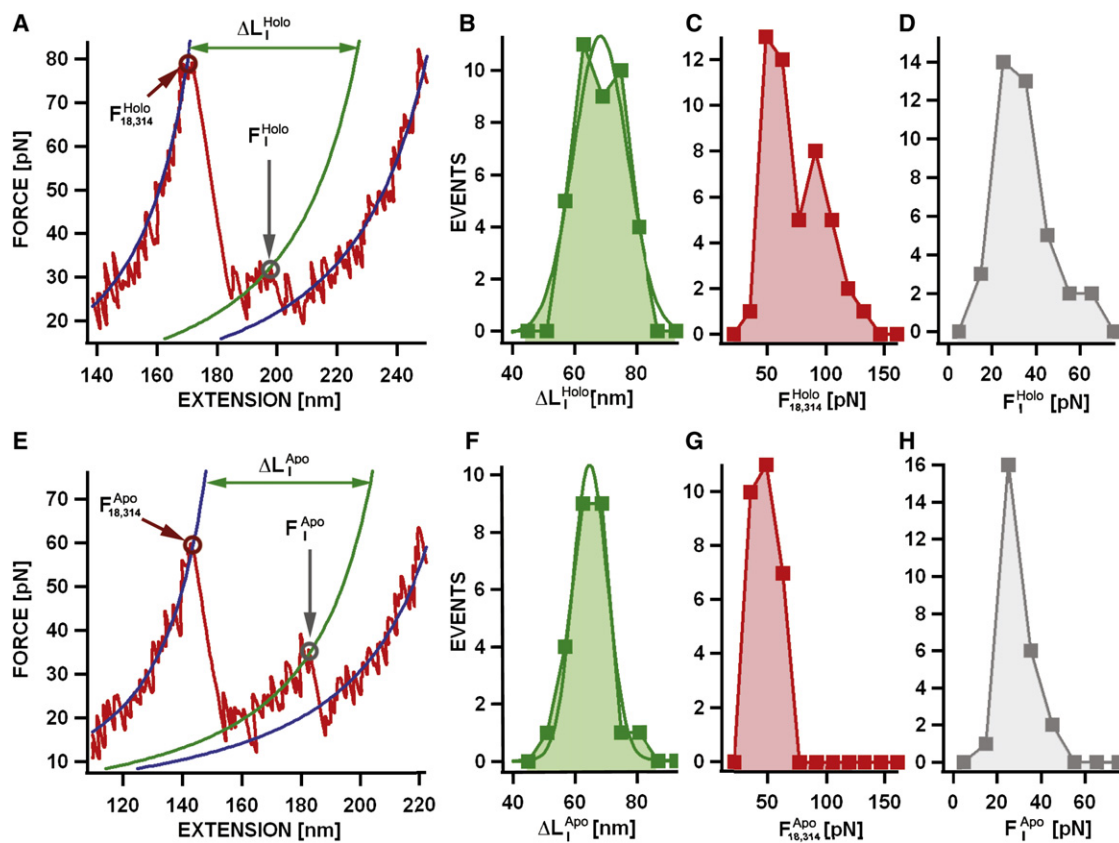 A
B
C
D
ΔL_I^Holo
F_18,314^Holo
F_I^Holo
FORCE [pN]
80
70
60
50
40
30
20
140 160 180 200 220 240
EXTENSION [nm]
EVENTS
10
8
6
4
2
0
40 60 80
ΔL_I^Holo [nm]
12
10
8
6
4
2
0
50 100 150
F_18,314^Holo [pN]
14
12
10
8
6
4
2
0
0 20 40 60
F_I^Holo [pN]
E
F
G
H
ΔL_I^Apo
F_18,314^Apo
F_I^Apo
FORCE [pN]
70
60
50
40
30
20
10
120 140 160 180 200 220
EXTENSION [nm]
EVENTS
10
8
6
4
2
0
40 60 80
ΔL_I^Apo [nm]
10
8
6
4
2
0
50 100 150
F_18,314^Apo [pN]
16
14
12
10
8
6
4
2
0
0 20 40 60
F_I^Apo [pN]